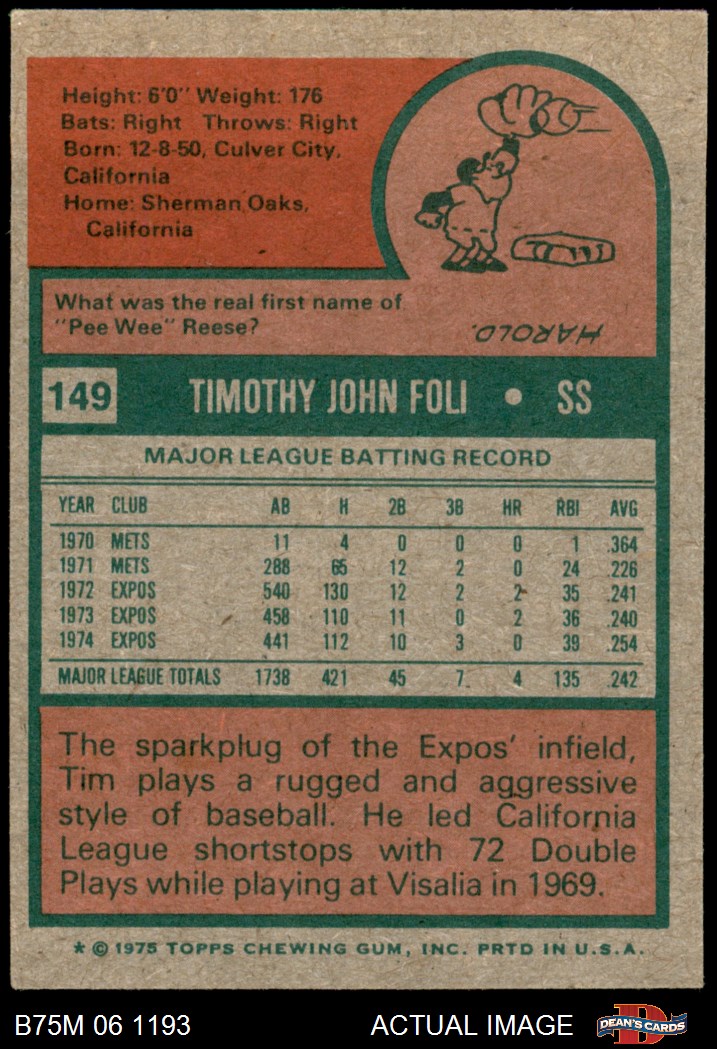 Height: 6'0" Weight: 176
Bats: Right Throws: Right
Born: 12-8-50, Culver City,
California
Home: Sherman Oaks,
California
What was the real first name of
"Pee Wee" Reese?
HAROLD.
149 TIMOTHY JOHN FOLI • SS
MAJOR LEAGUE BATTING RECORD
YEAR CLUB AB H 2B 3B HR RBI AVG
1970 METS 11 4 0 0 0 1 .364
1971 METS 288 65 12 2 0 24 .226
1972 EXPOS 540 130 12 2 2 35 .241
1973 EXPOS 458 110 11 0 2 36 .240
1974 EXPOS 441 112 10 3 0 39 .254
MAJOR LEAGUE TOTALS 1738 421 45 7 4 135 .242
The sparkplug of the Expos' infield,
Tim plays a rugged and aggressive
style of baseball. He led California
League shortstops with 72 Double
Plays while playing at Visalia in 1969.
* © 1975 TOPPS CHEWING GUM, INC. PRTD IN U.S.A.
B75M 06 1193 ACTUAL IMAGE DEAN'S CARDS